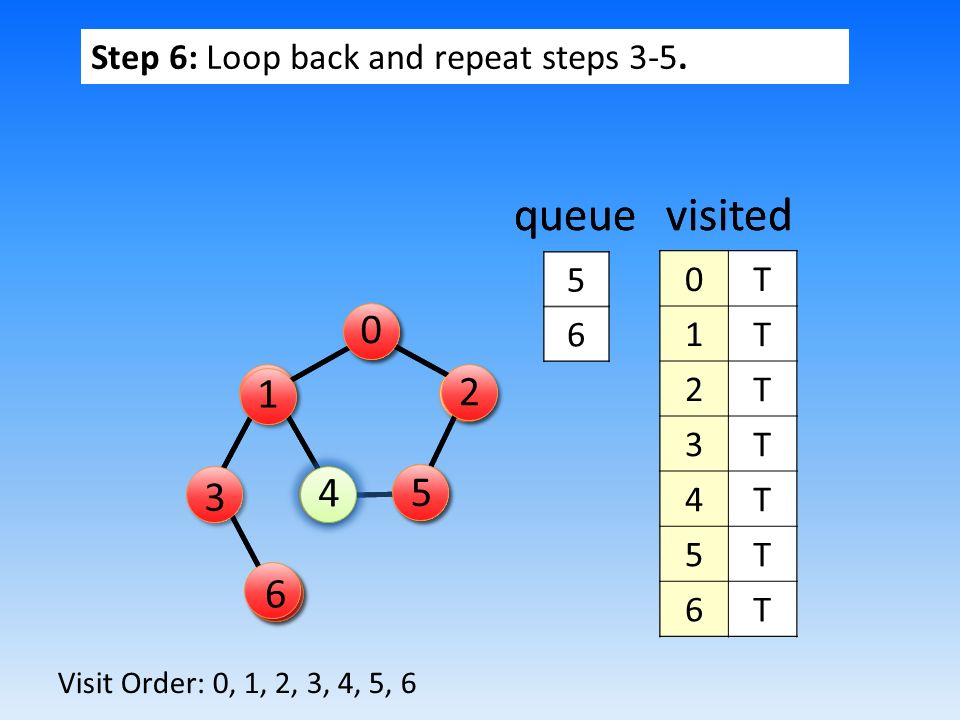 Step 6: Loop back and repeat steps 3-5.
queue visited
5
6
0 T
1 T
2 T
3 T
4 T
5 T
6 T
0
1
2
3
4
5
6
Visit Order: 0, 1, 2, 3, 4, 5, 6